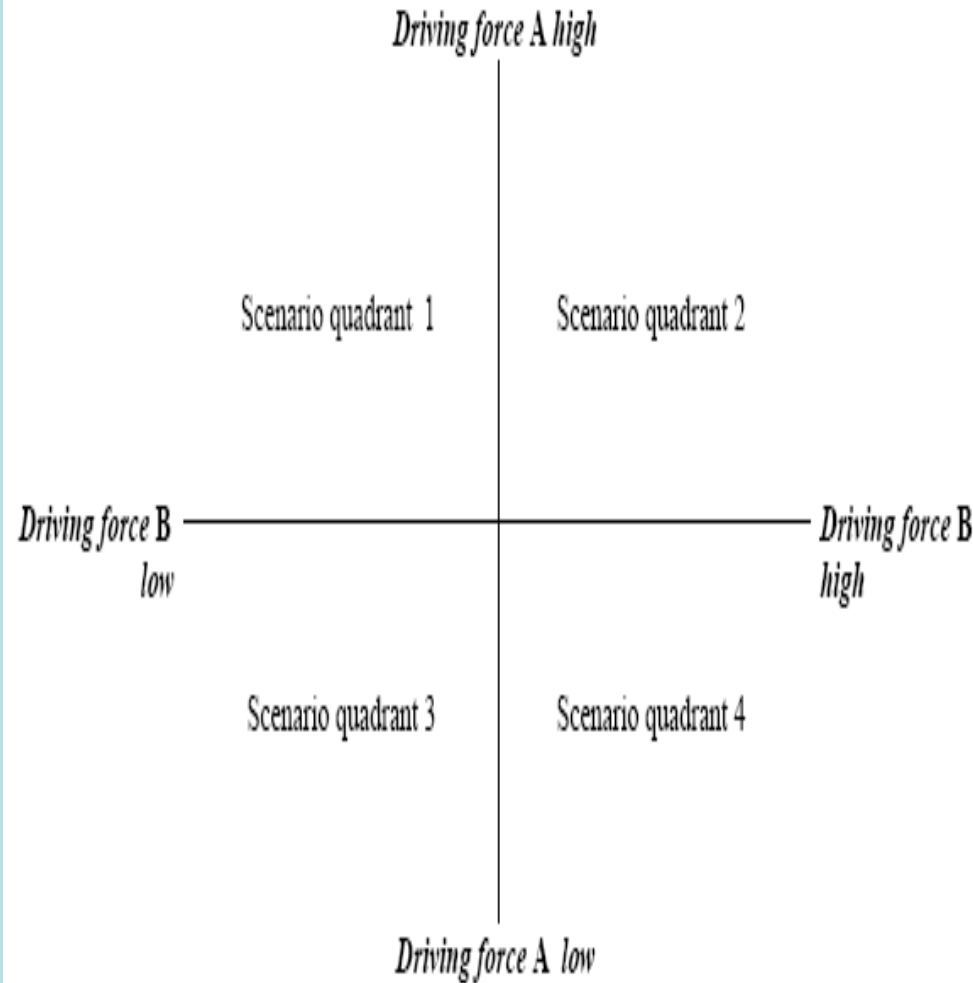 Driving force A high
Scenario quadrant 1
Scenario quadrant 2
Driving force B
low
Driving force B
high
Scenario quadrant 3
Scenario quadrant 4
Driving force A low